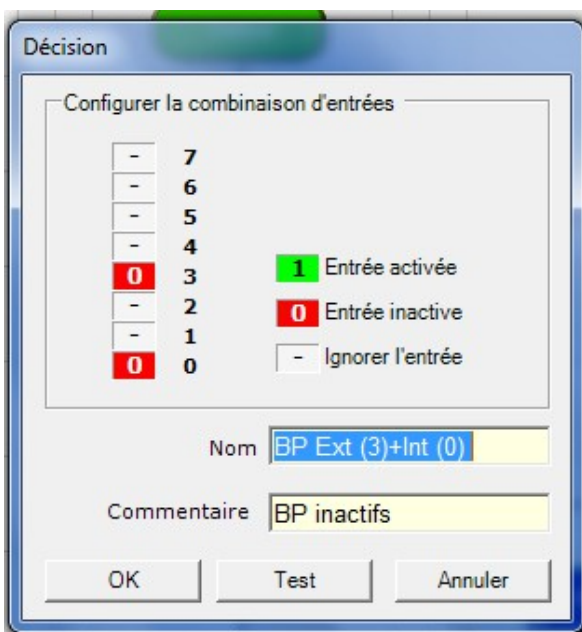 Décision
Configurer la combinaison d'entrées
- 7
- 6
- 5
- 4
0 3
- 2
- 1
0 0
1 Entrée activée
0 Entrée inactive
- Ignorer l'entrée
Nom BP Ext (3)+Int (0)
Commentaire BP inactifs
OK Test Annuler